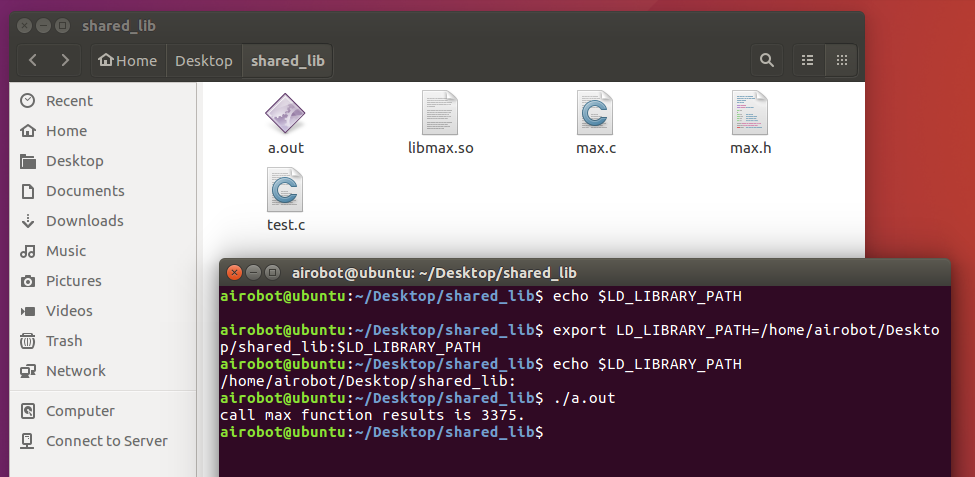 shared_lib
Home Desktop shared_lib
Recent
Home
Desktop
Documents
Downloads
Music
Pictures
Videos
Trash
Network
Computer
Connect to Server
a.out libmax.so max.c max.h
test.c
airobot@ubuntu: ~/Desktop/shared_lib
airobot@ubuntu:~/Desktop/shared_lib$ echo $LD_LIBRARY_PATH
airobot@ubuntu:~/Desktop/shared_lib$ export LD_LIBRARY_PATH=/home/airobot/Deskto
p/shared_lib:$LD_LIBRARY_PATH
airobot@ubuntu:~/Desktop/shared_lib$ echo $LD_LIBRARY_PATH
/home/airobot/Desktop/shared_lib:
airobot@ubuntu:~/Desktop/shared_lib$ ./a.out
call max function results is 3375.
airobot@ubuntu:~/Desktop/shared_lib$